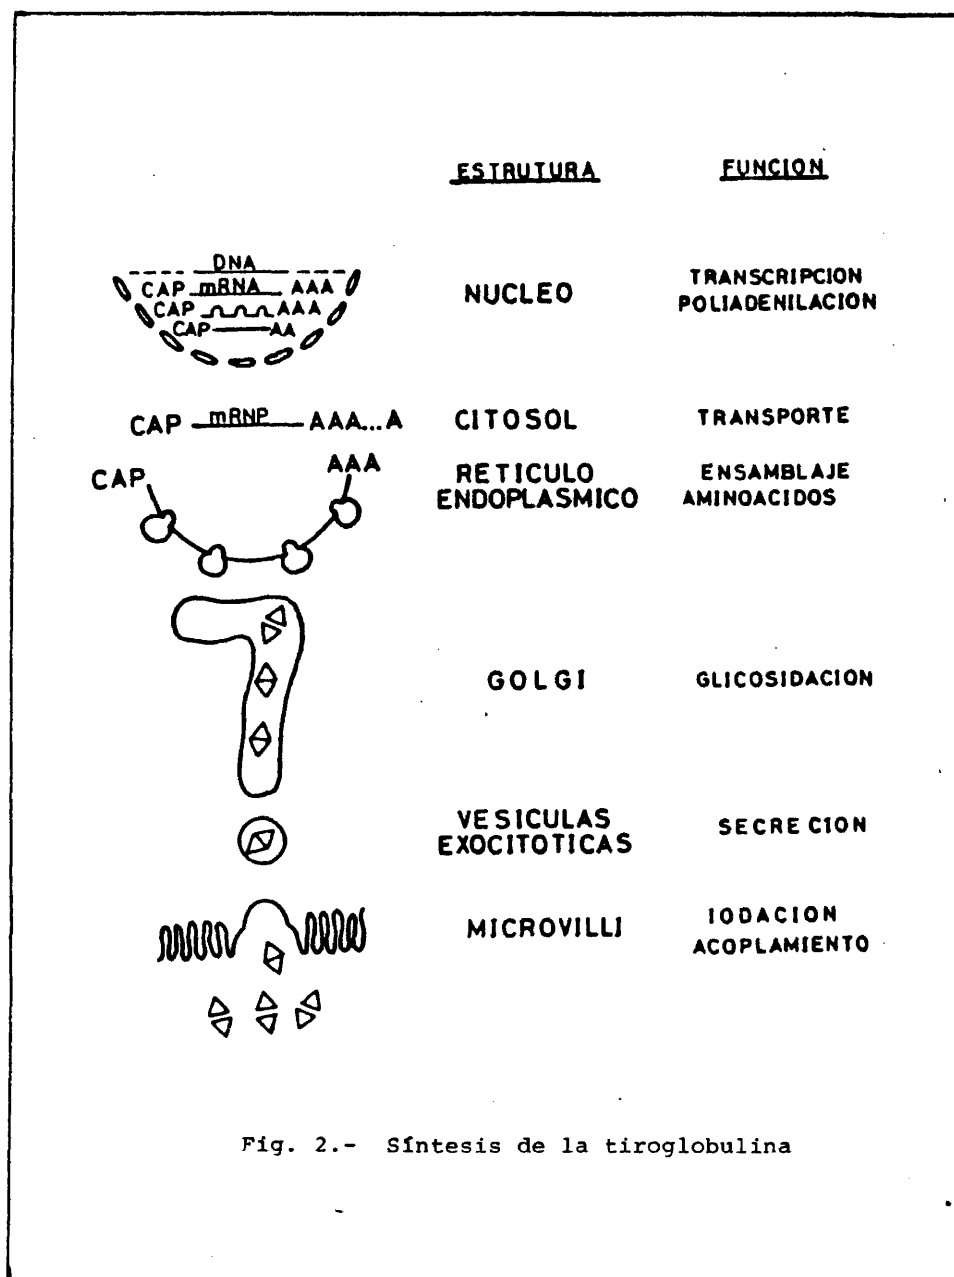 ESTRUTURA FUNCION
DNA
CAP mRNA AAA
CAP AAA
CAP AA
NUCLEO
TRANSCRIPCION
POLIADENILACION
CAP mRNP AAA...A
CITOSOL
TRANSPORTE
CAP AAA
RETICULO
ENDOPLASMICO
ENSAMBLAJE
AMINOACIDOS
GOLGI
GLICOSIDACION
VESICULAS
EXOCITOTICAS
SECRECION
MICROVILLI
IODACION
ACOPLAMIENTO
Fig. 2.- Síntesis de la tiroglobulina